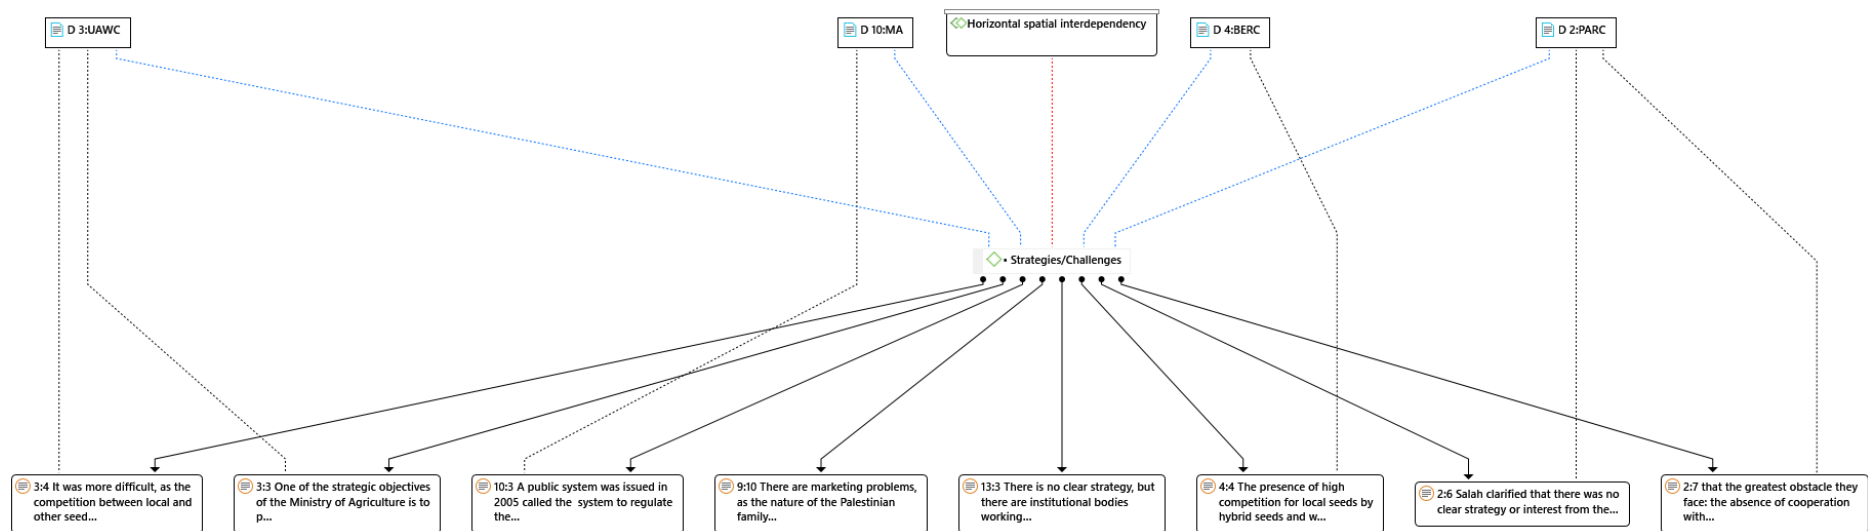 D 3:UAWC
D 10:MA
Horizontal spatial interdependency
D 4:BERC
D 2:PARC
• Strategies/Challenges
3:4 It was more difficult, as the
competition between local and
other seed...
3:3 One of the strategic objectives
of the Ministry of Agriculture is to
p...
10:3 A public system was issued in
2005 called the  system to regulate
the...
9:10 There are marketing problems,
as the nature of the Palestinian
family...
13:3 There is no clear strategy, but
there are institutional bodies
working...
4:4 The presence of high
competition for local seeds by
hybrid seeds and w...
2:6 Salah clarified that there was no
clear strategy or interest from the...
2:7 that the greatest obstacle they
face: the absence of cooperation
with...